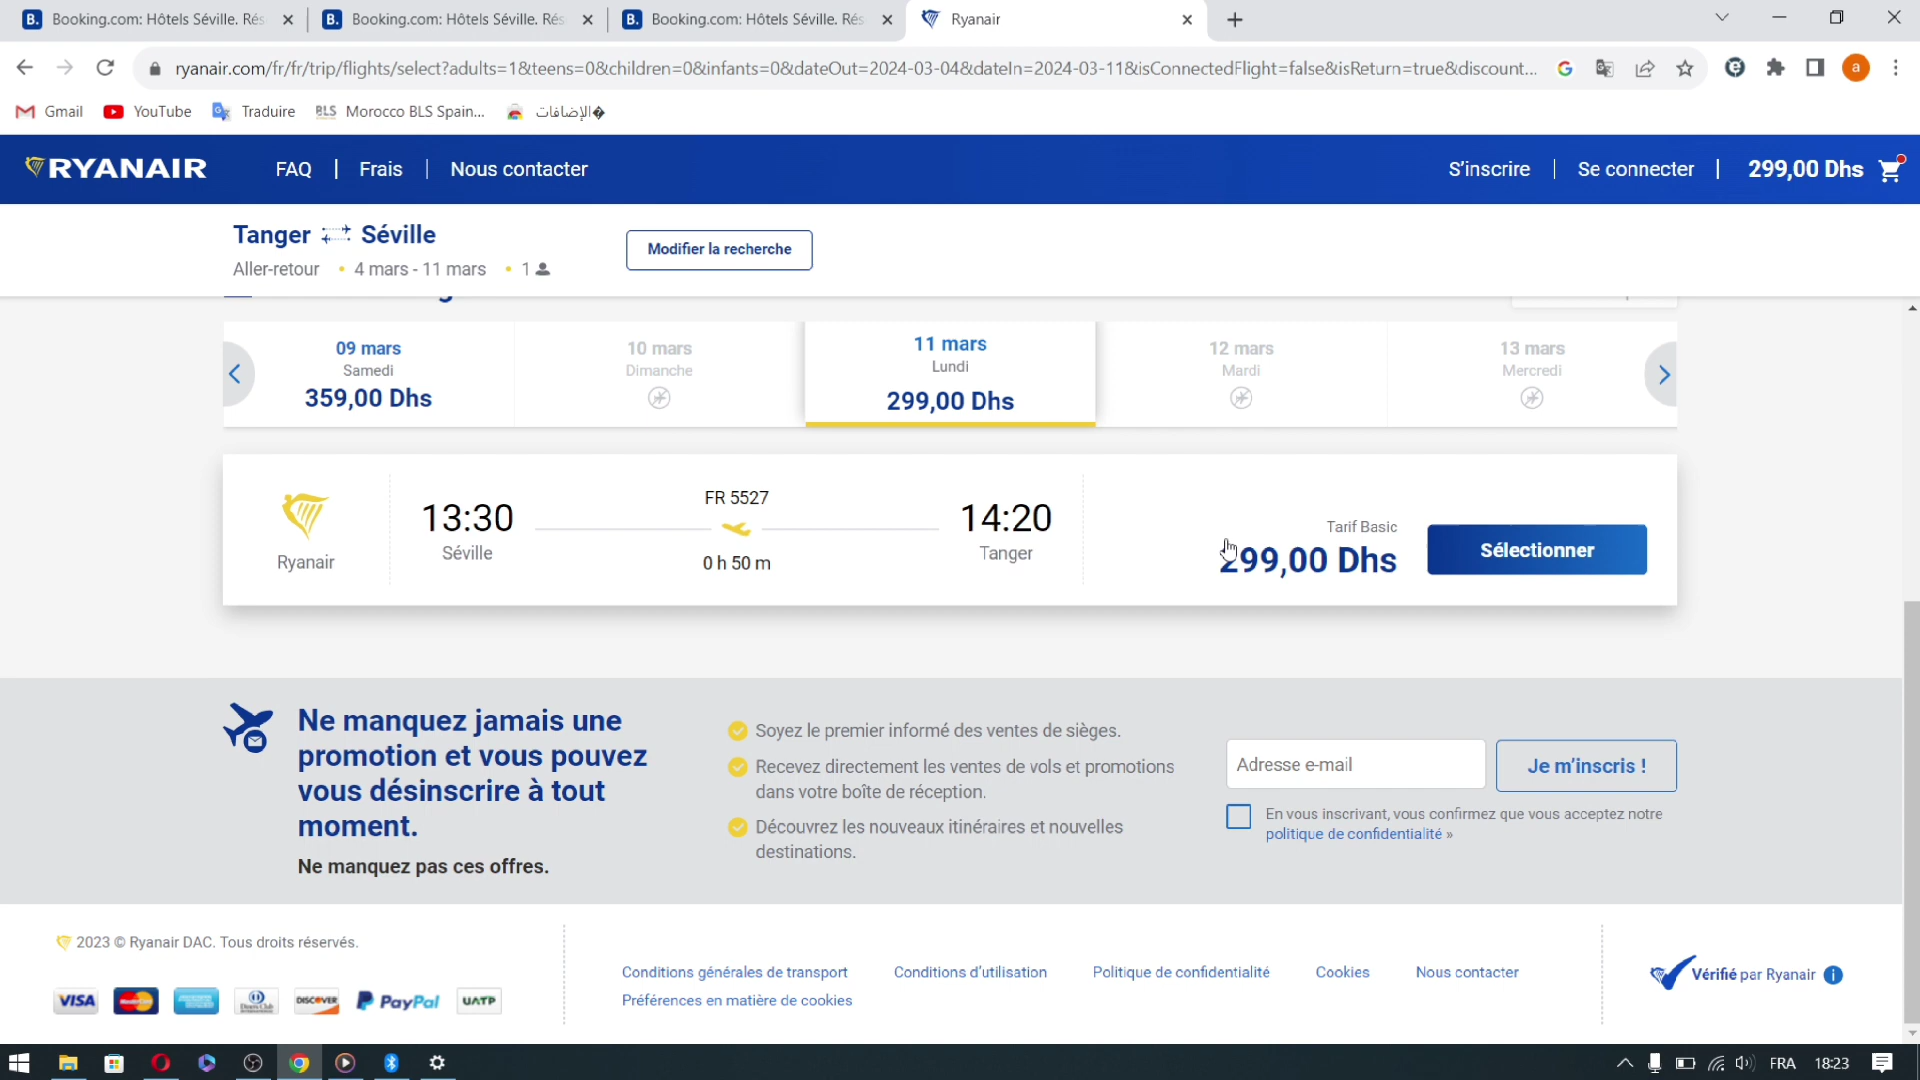 Booking.com: Hôtels Séville. Rés
Booking.com: Hôtels Séville. Rés
Booking.com: Hôtels Séville. Rés
Ryanair
ryanair.com/fr/fr/trip/flights/select?adults=1&teens=0&children=0&infants=0&dateOut=2024-03-04&dateIn=2024-03-11&isConnectedFlight=false&isReturn=true&discount...
Gmail
YouTube
Traduire
BLS Morocco BLS Spain...
الإضافات�
RYANAIR
FAQ
Frais
Nous contacter
S'inscrire
Se connecter
299,00 Dhs
Tanger Séville
Aller-retour • 4 mars - 11 mars • 1
Modifier la recherche
09 mars
Samedi
359,00 Dhs
10 mars
Dimanche
11 mars
Lundi
299,00 Dhs
12 mars
Mardi
13 mars
Mercredi
Ryanair
13:30
Séville
FR 5527
0 h 50 m
14:20
Tanger
Tarif Basic
299,00 Dhs
Sélectionner
Ne manquez jamais une
promotion et vous pouvez
vous désinscrire à tout
moment.
Ne manquez pas ces offres.
Soyez le premier informé des ventes de sièges.
Recevez directement les ventes de vols et promotions
dans votre boîte de réception.
Découvrez les nouveaux itinéraires et nouvelles
destinations.
Adresse e-mail
Je m'inscris !
En vous inscrivant, vous confirmez que vous acceptez notre
politique de confidentialité »
2023 © Ryanair DAC. Tous droits réservés.
VISA
DISCOVER
PayPal
UATP
Conditions générales de transport
Conditions d'utilisation
Politique de confidentialité
Cookies
Nous contacter
Préférences en matière de cookies
Vérifié par Ryanair
FRA
18:23